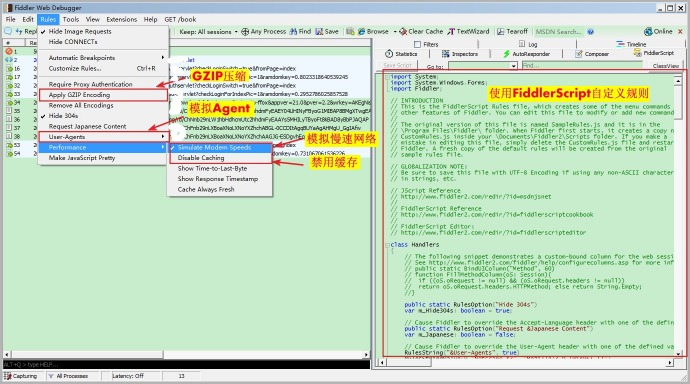 Fiddler Web Debugger
File Edit Rules Tools View Extensions Help GET /book
Keep: All sessions Any Process Find Save Browse Clear Cache TextWizard Tearoff MSDN Search... Online
Hide Image Requests
Hide CONNECTs
Automatic Breakpoints
Customize Rules... Ctrl+R
Require Proxy Authentication
Apply GZIP Encoding
Remove All Encodings
Hide 304s
Request Japanese Content
User-Agents
Performance
Make JavaScript Pretty
Simulate Modem Speeds
Disable Caching
Show Time-to-Last-Byte
Show Response Timestamp
Cache Always Fresh
GZIP压缩
模拟Agent
模拟慢速网络
禁用缓存
Filters Log Timeline
Statistics Inspectors AutoResponder Composer FiddlerScript
Save Script Go to: Find... ClassView
使用FiddlerScript自定义规则
import System;
import System.Windows.Forms;
import Fiddler;
// INTRODUCTION
// This is the FiddlerScript Rules file, which creates some of the menu commands
// other features of Fiddler. You can edit this file to modify or add new comman
// The original version of this file is named SampleRules.js and it is in the
// \Program Files\Fiddler\ folder. When Fiddler first starts, it creates a copy n
// CustomRules.js inside your \Documents\Fiddler2\Scripts folder. If you make a
// mistake in editing this file, simply delete the CustomRules.js file and restar
// Fiddler. A fresh copy of the default rules will be created from the original
// sample rules file.
// GLOBALIZATION NOTE:
// Be sure to save this file with UTF-8 Encoding if using any non-ASCII character
// in strings, etc.
// JScript Reference
// http://www.fiddler2.com/redir/?id=msdnjsnet
// FiddlerScript Reference
// http://www.fiddler2.com/redir/?id=fiddlerscriptcookbook
// FiddlerScript Editor:
// http://www.fiddler2.com/redir/?id=fiddlerscripteditor
class Handlers
{
// The following snippet demonstrates a custom-bound column for the web sessi
// See http://www.fiddler2.com/fiddler/help/configurecolumns.asp for more inf
// public static BindUIColumn("Method", 60)
// function FillMethodColumn(oS: Session){
// if ((oS.oRequest != null) && (oS.oRequest.headers != null))
// return oS.oRequest.headers.HTTPMethod; else return String.Empty;
//}
public static RulesOption("Hide 304s")
var m_Hide304s: boolean = true;
// Cause Fiddler to override the Accept-Language header with one of the defin
public static RulesOption("Request &Japanese Content")
var m_Japanese: boolean = false;
// Cause Fiddler to override the User-Agent header with one of the defined va
RulesString("&User-Agents", true)
ALT+Q > type HELP...
Capturing All Processes Latency: Off 13